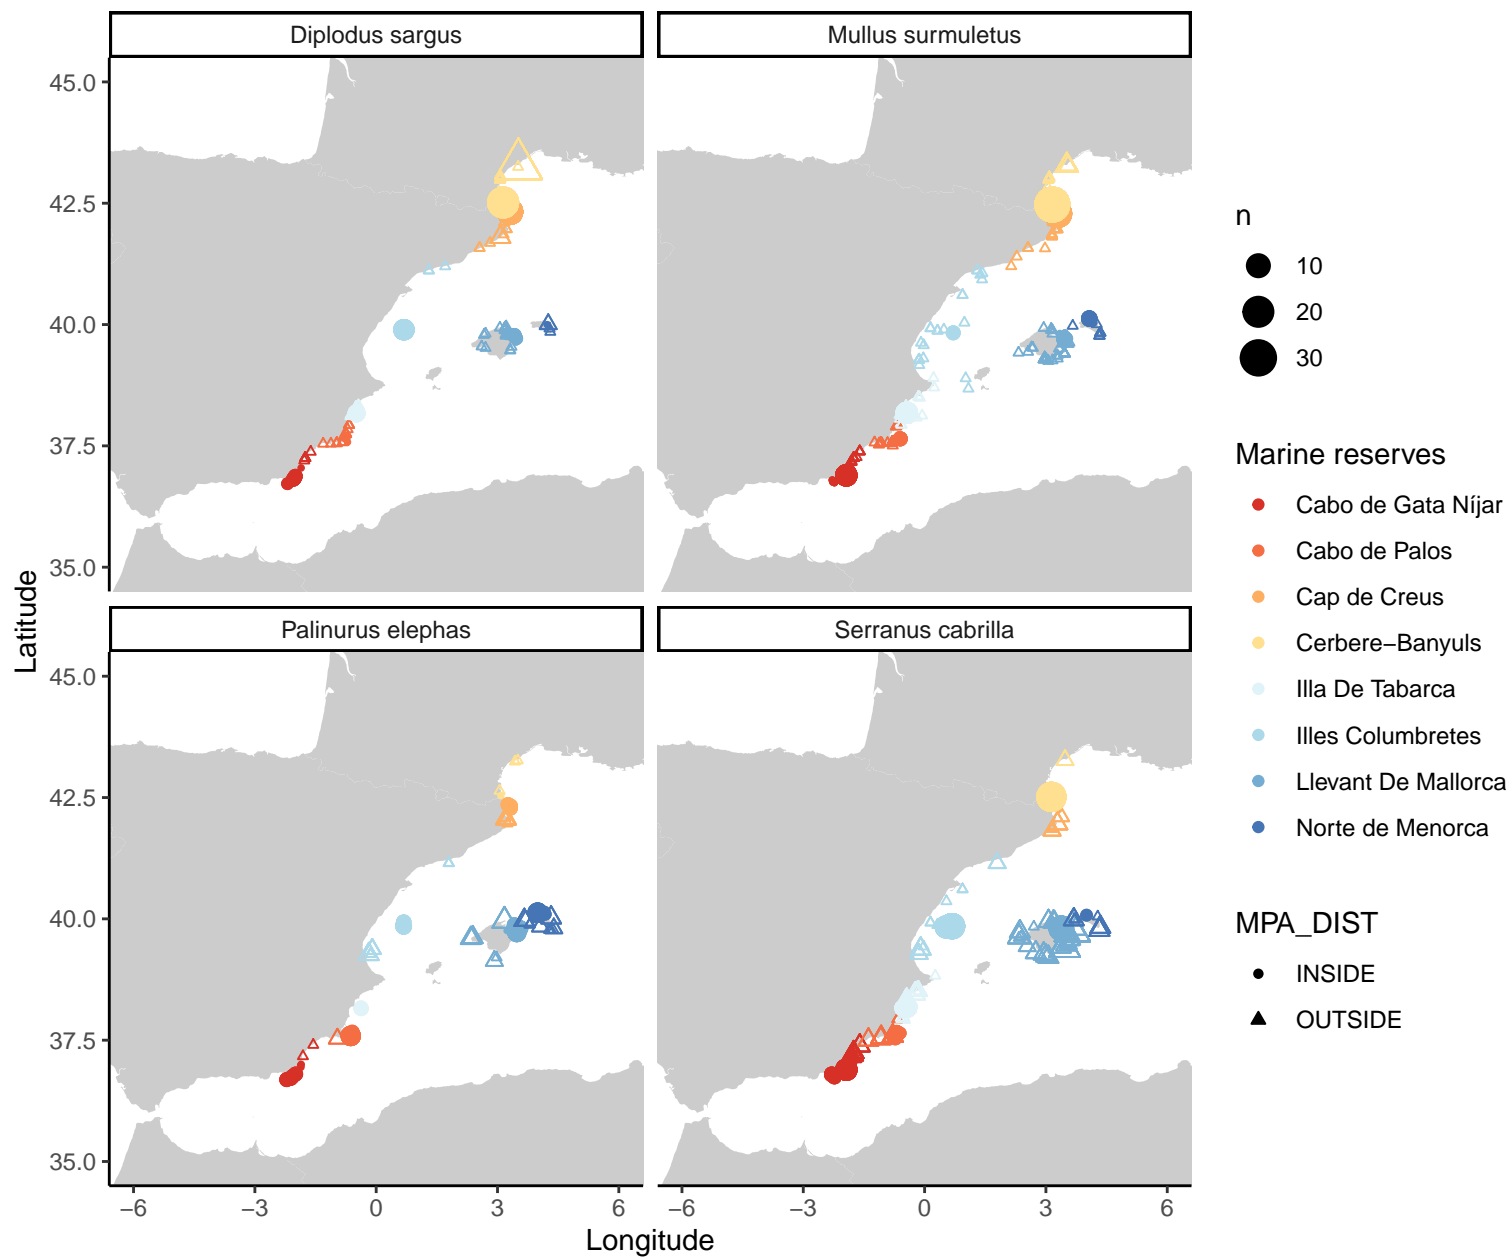 Diplodus sargus
Mullus surmuletus
45.0
42.5
40.0
37.5
35.0
Palinurus elephas
Serranus cabrilla
45.0
42.5
40.0
37.5
35.0
−6
−3
0
3
6
−6
−3
0
3
6
Longitude
Latitude
n
10
20
30
Marine reserves
Cabo de Gata Níjar
Cabo de Palos
Cap de Creus
Cerbere−Banyuls
Illa De Tabarca
Illes Columbretes
Llevant De Mallorca
Norte de Menorca
MPA_DIST
INSIDE
OUTSIDE